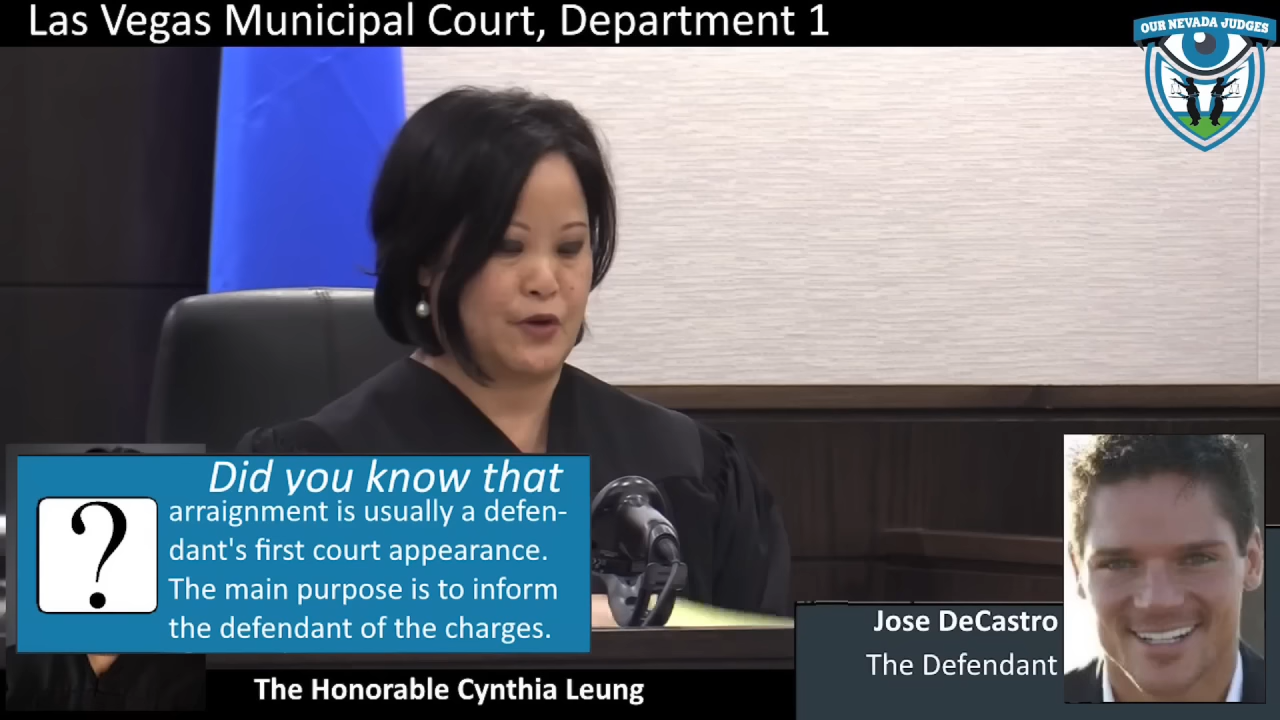 Las Vegas Municipal Court, Department 1
OUR NEVADA JUDGES
Did you know that
?
arraignment is usually a defen-
dant's first court appearance.
The main purpose is to inform
the defendant of the charges.
Jose DeCastro
The Defendant
The Honorable Cynthia Leung